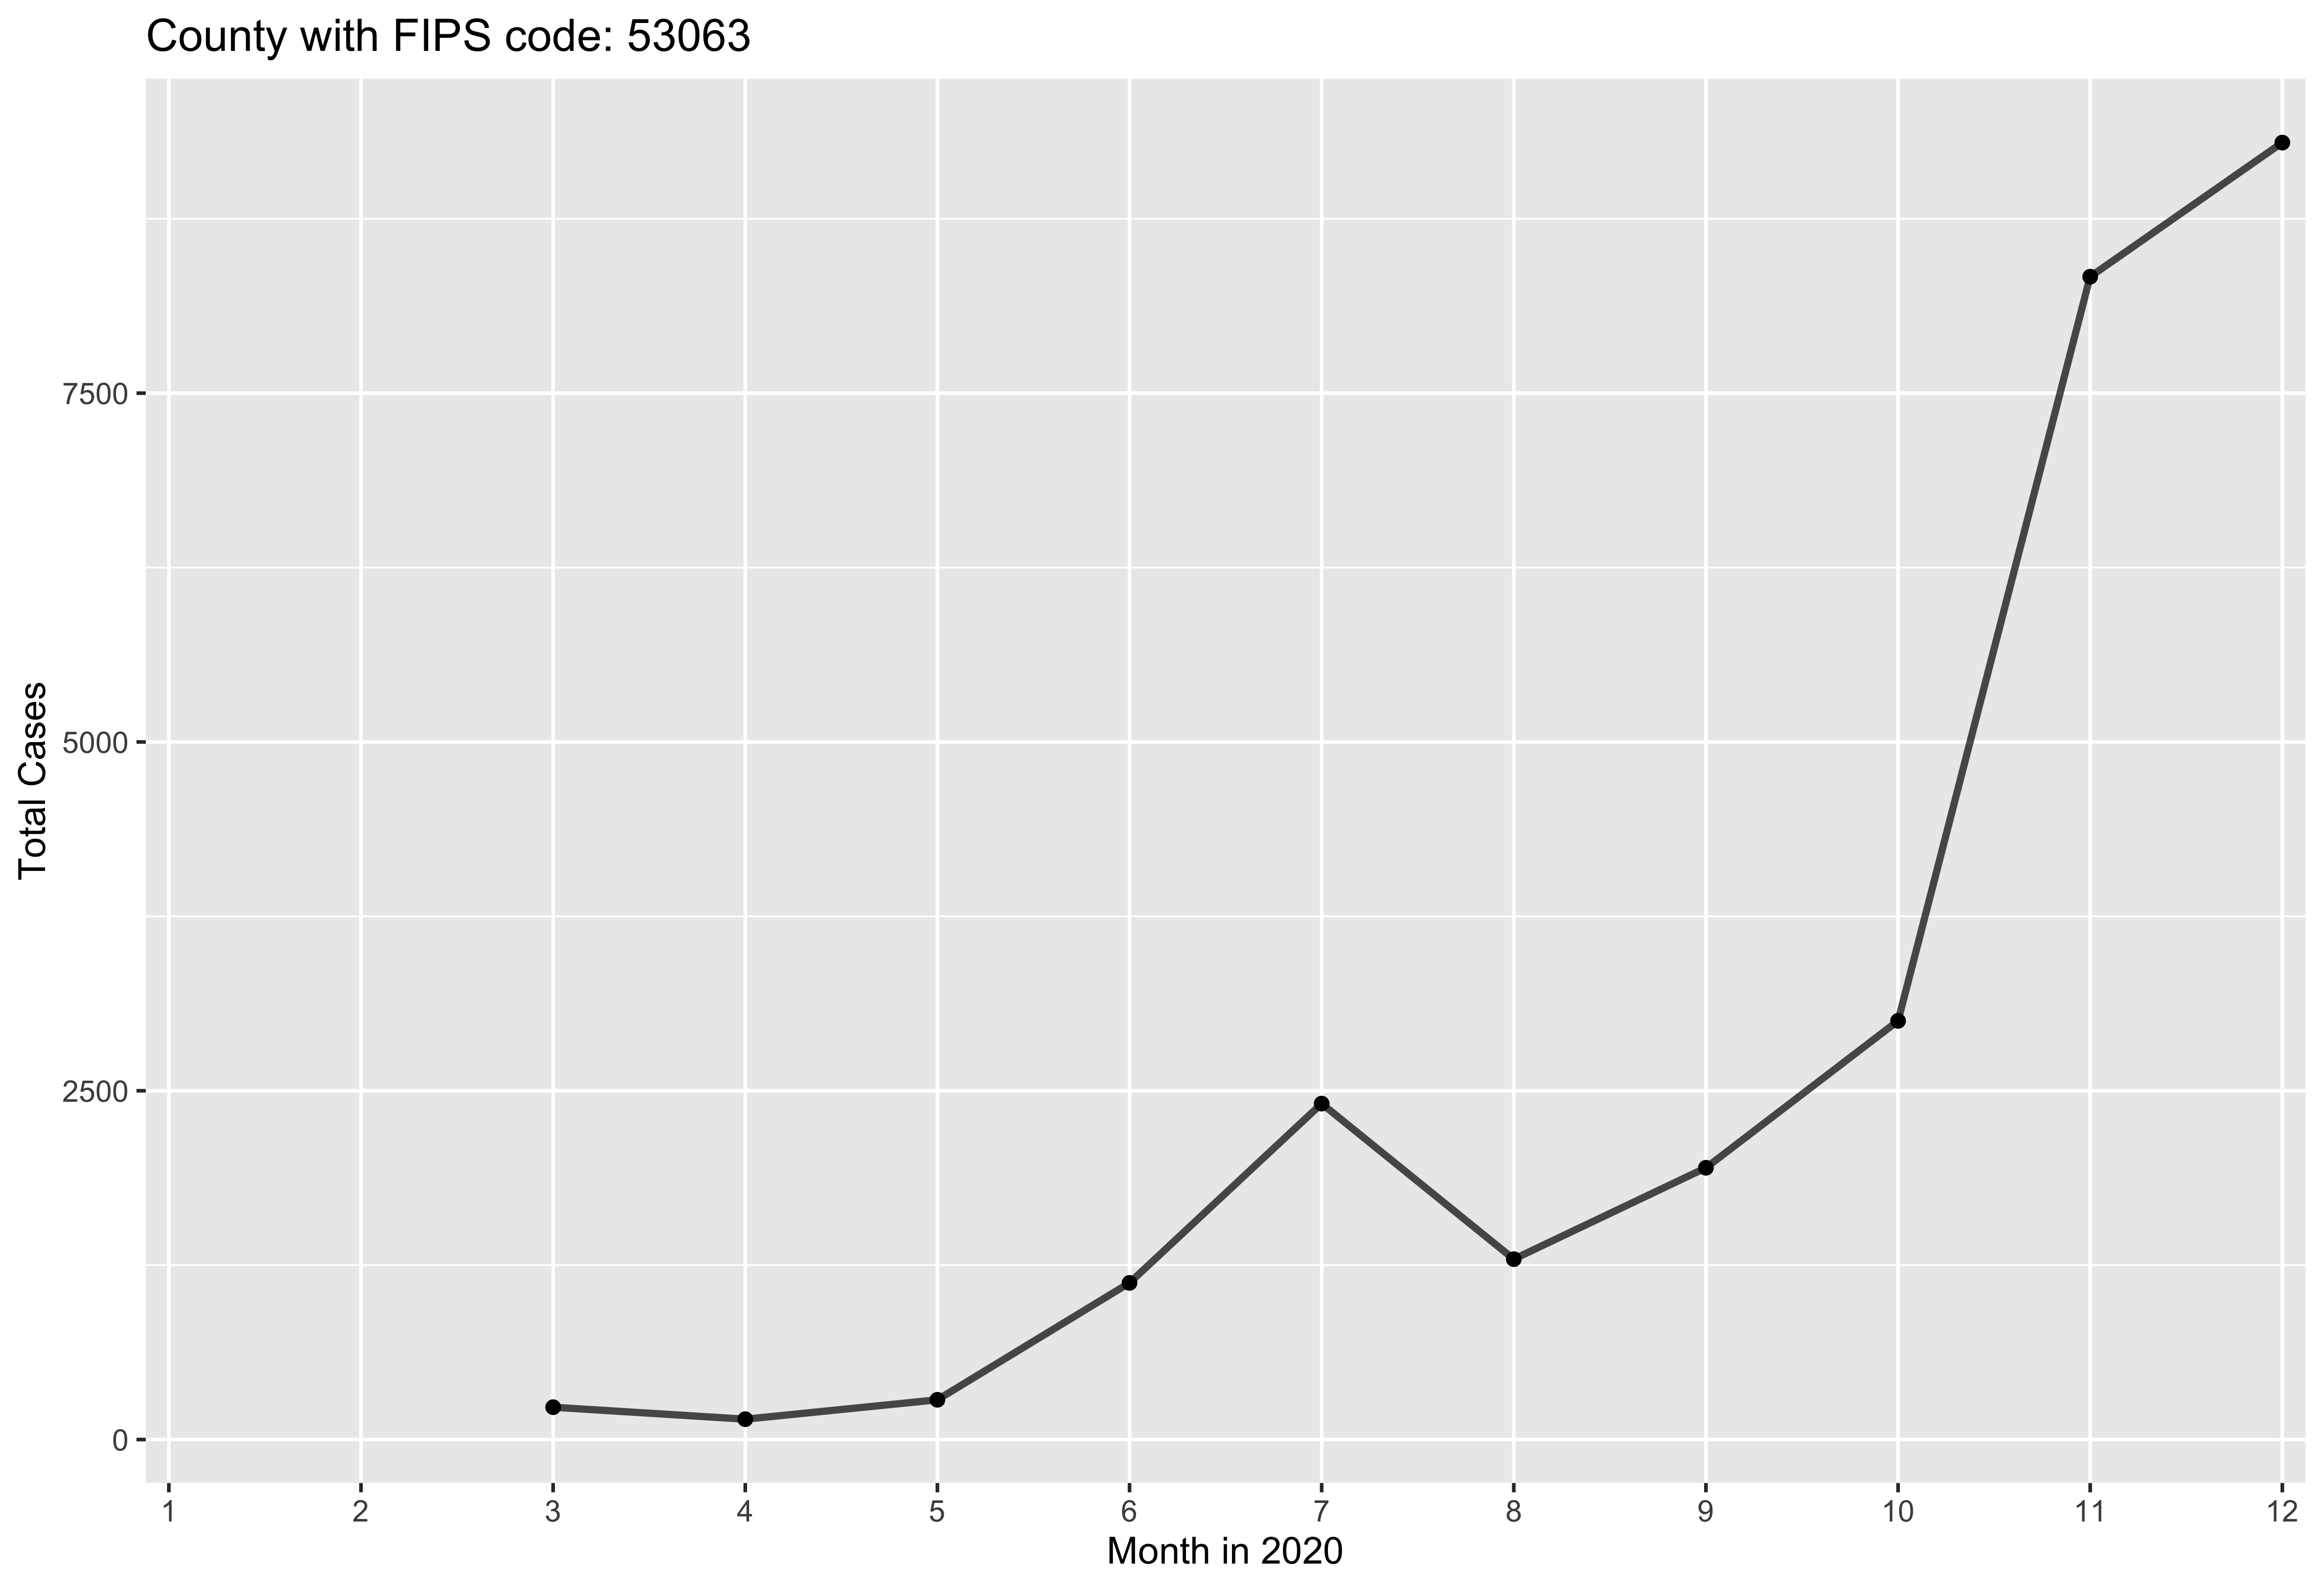 County with FIPS code: 53063
Total Cases
7500
5000
2500
0
1 2 3 4 5 6 7 8 9 10 11 12
Month in 2020